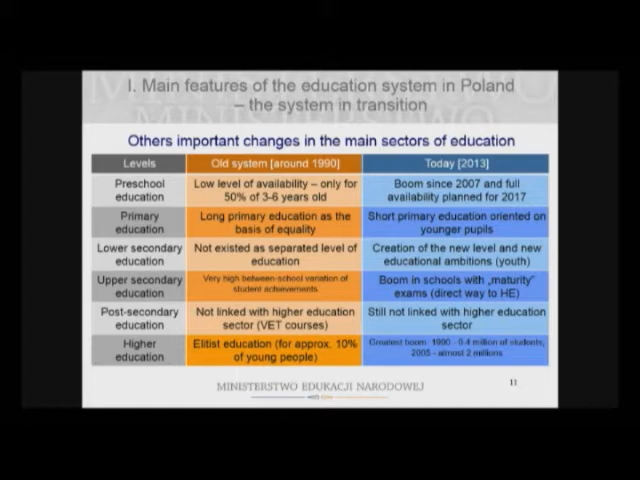 I. Main features of the education system in Poland
– the system in transition
Others important changes in the main sectors of education
Levels
Old system [around 1990]
Today [2013]
Preschool
education
Low level of availability – only for
50% of 3-6 years old
Boom since 2007 and full
availability planned for 2017
Primary
education
Long primary education as the
basis of equality
Short primary education oriented on
younger pupils
Lower secondary
education
Not existed as separated level of
education
Creation of the new level and new
educational ambitions (youth)
Upper secondary
education
Very high between-school variation of
student achievements.
Boom in schools with „maturity”
exams (direct way to HE)
Post-secondary
education
Not linked with higher education
sector (VET courses)
Still not linked with higher education
sector
Higher
education
Elitist education (for approx. 10%
of young people)
Greatest boom: 1990 - 0.4 million of students;
2005 - almost 2 millions
MINISTERSTWO EDUKACJI NARODOWEJ
11